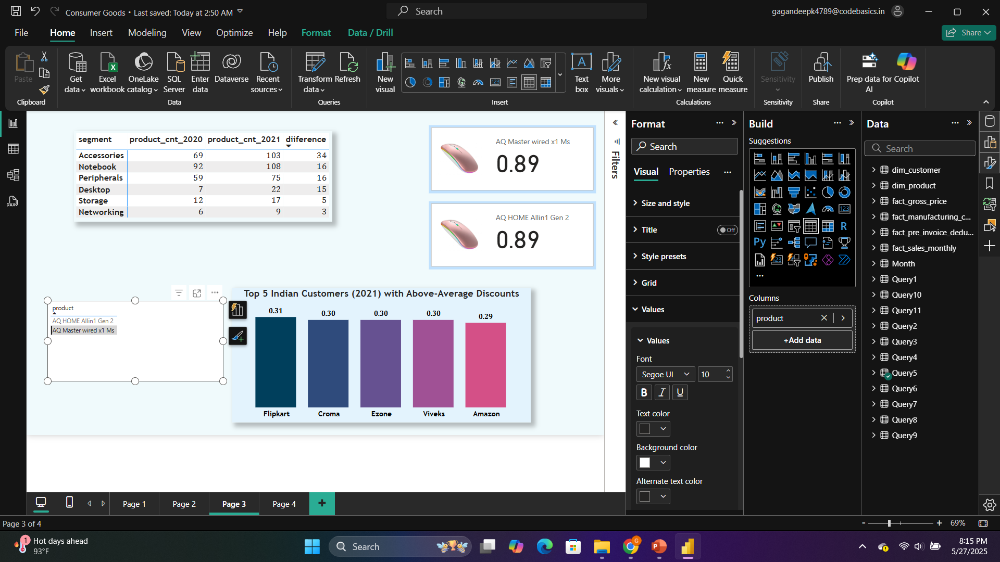 Consumer Goods • Last saved: Today at 2:50 AM
Search
gagandeepk4789@codebasics.in
File
Home
Insert
Modeling
View
Optimize
Help
Format
Data / Drill
Share
Paste
Clipboard
Get data
Excel workbook
OneLake catalog
SQL Server
Enter data
Dataverse
Recent sources
Data
Transform data
Refresh
Queries
New visual
Insert
A
Text box
More visuals
New visual calculation
New measure
Quick measure
Calculations
Sensitivity
Sensitivity
Publish
Share
Prep data for AI
Copilot
Copilot
DAX
segment product_cnt_2020 product_cnt_2021 diiference
Accessories 69 103 34
Notebook 92 108 16
Peripherals 59 75 16
Desktop 7 22 15
Storage 12 17 5
Networking 6 9 3
AQ Master wired x1 Ms
0.89
AQ HOME Allin1 Gen 2
0.89
product
AQ HOME Allin1 Gen 2
AQ Master wired x1 Ms
Top 5 Indian Customers (2021) with Above-Average Discounts
0.31
0.30
0.30
0.30
0.29
Flipkart
Croma
Ezone
Viveks
Amazon
Filters
Format
Search
Visual
Properties
Size and style
Title
Off
Style presets
Grid
Values
Values
Font
Segoe UI
10
B
I
U
Text color
Background color
Alternate text color
Build
Suggestions
123
R
Py
123
Columns
product
+Add data
Data
Search
dim_customer
dim_product
fact_gross_price
fact_manufacturing_c...
fact_pre_invoice_dedu...
fact_sales_monthly
Month
Query1
Query10
Query11
Query2
Query3
Query4
Query5
Query6
Query7
Query8
Query9
Page 1
Page 2
Page 3
Page 4
+
Page 3 of 4
- + 69%
1
Hot days ahead
93°F
Search
G
P
8:15 PM
5/27/2025